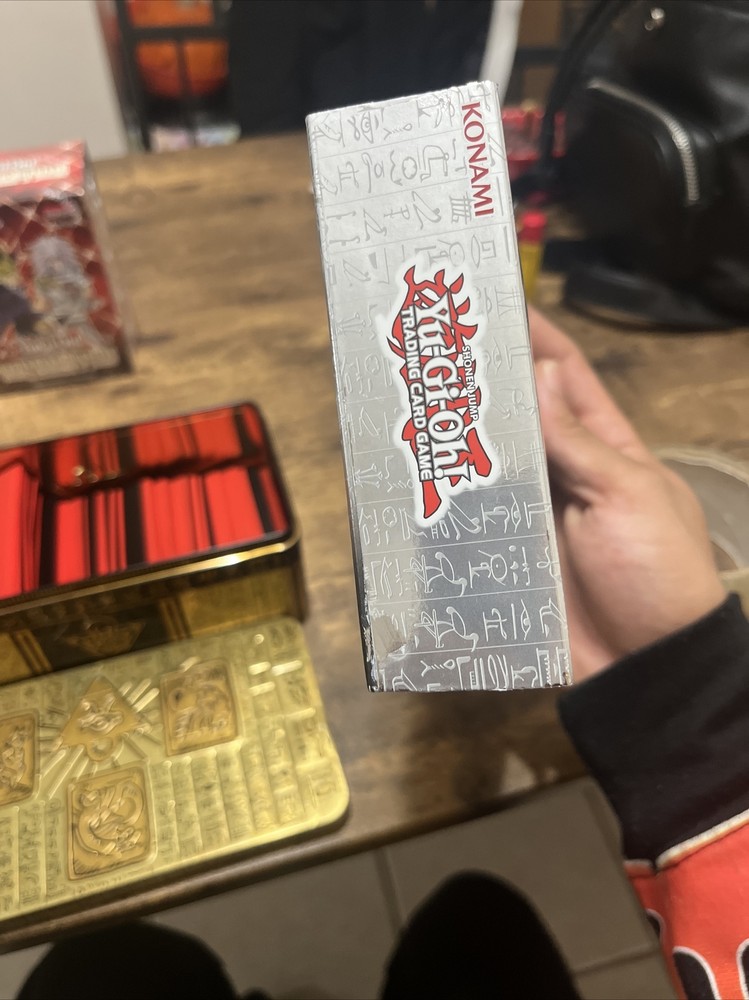 KONAMI
SHONEN JUMP
Yu-Gi-Oh!
TRADING CARD GAME